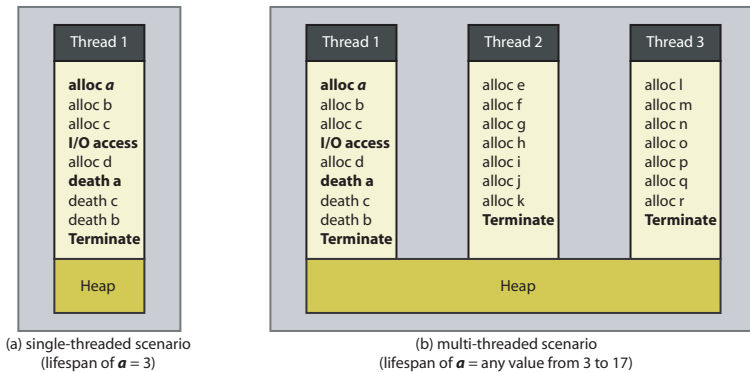 Thread 1
alloc a
alloc b
alloc c
I/O access
alloc d
death a
death c
death b
Terminate
Heap
(a) single-threaded scenario
(lifespan of a = 3)
Thread 1
alloc a
alloc b
alloc c
I/O access
alloc d
death a
death c
death b
Terminate
Thread 2
alloc e
alloc f
alloc g
alloc h
alloc i
alloc j
alloc k
Terminate
Thread 3
alloc l
alloc m
alloc n
alloc o
alloc p
alloc q
alloc r
Terminate
Heap
(b) multi-threaded scenario
(lifespan of a = any value from 3 to 17)